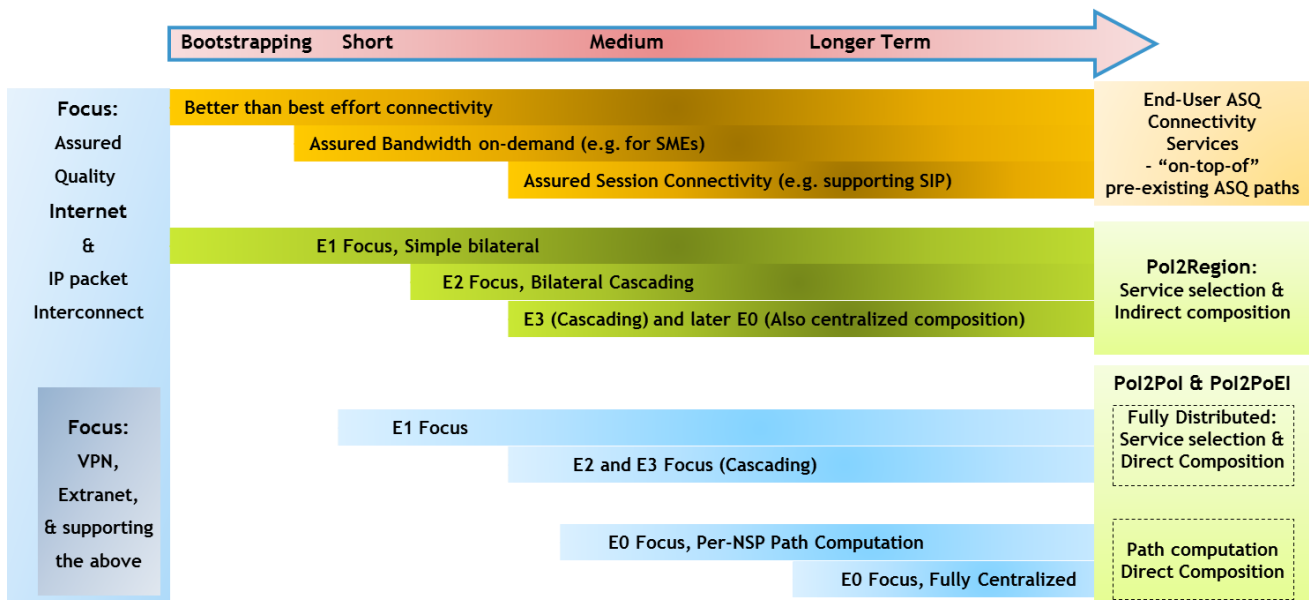 Bootstrapping Short Medium Longer Term
Focus:
Assured
Quality
Internet
&
IP packet
Interconnect
Better than best effort connectivity
Assured Bandwidth on-demand (e.g. for SMEs)
Assured Session Connectivity (e.g. supporting SIP)
End-User ASQ
Connectivity
Services
- “on-top-of”
pre-existing ASQ paths
E1 Focus, Simple bilateral
E2 Focus, Bilateral Cascading
E3 (Cascading) and later E0 (Also centralized composition)
PoI2Region:
Service selection &
Indirect composition
Focus:
VPN,
Extranet,
& supporting
the above
E1 Focus
E2 and E3 Focus (Cascading)
E0 Focus, Per-NSP Path Computation
E0 Focus, Fully Centralized
PoI2PoI & PoI2PoEI
Fully Distributed:
Service selection &
Direct Composition
Path computation
Direct Composition